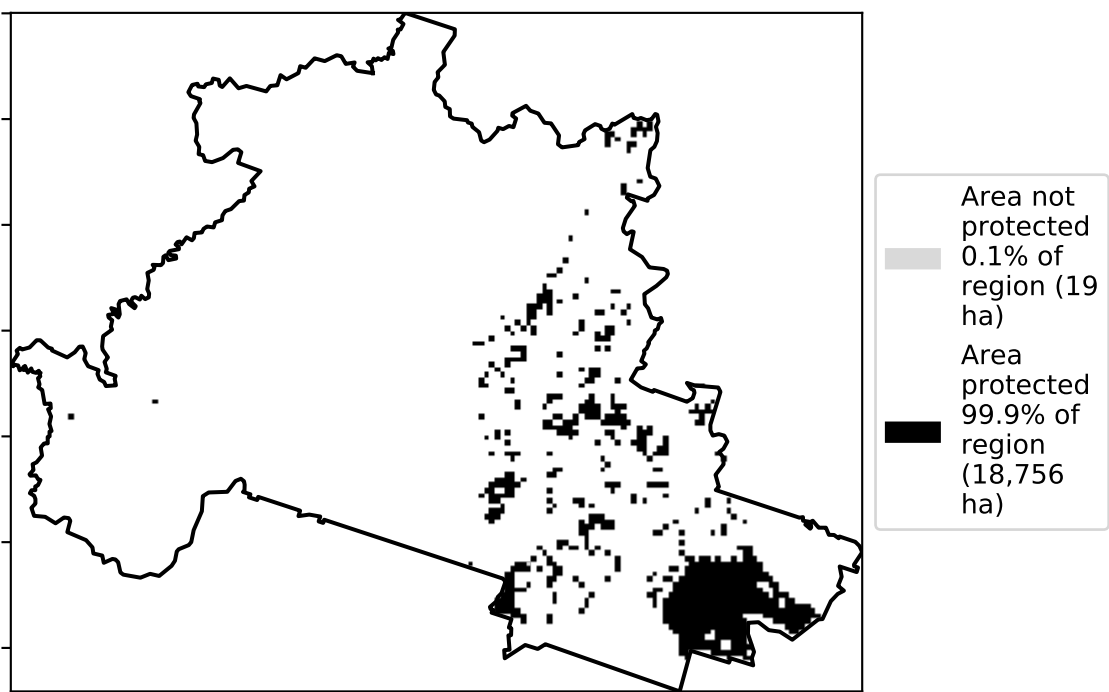 Area not
protected
0.1% of
region (19
ha)
Area
protected
99.9% of
region
(18,756
ha)